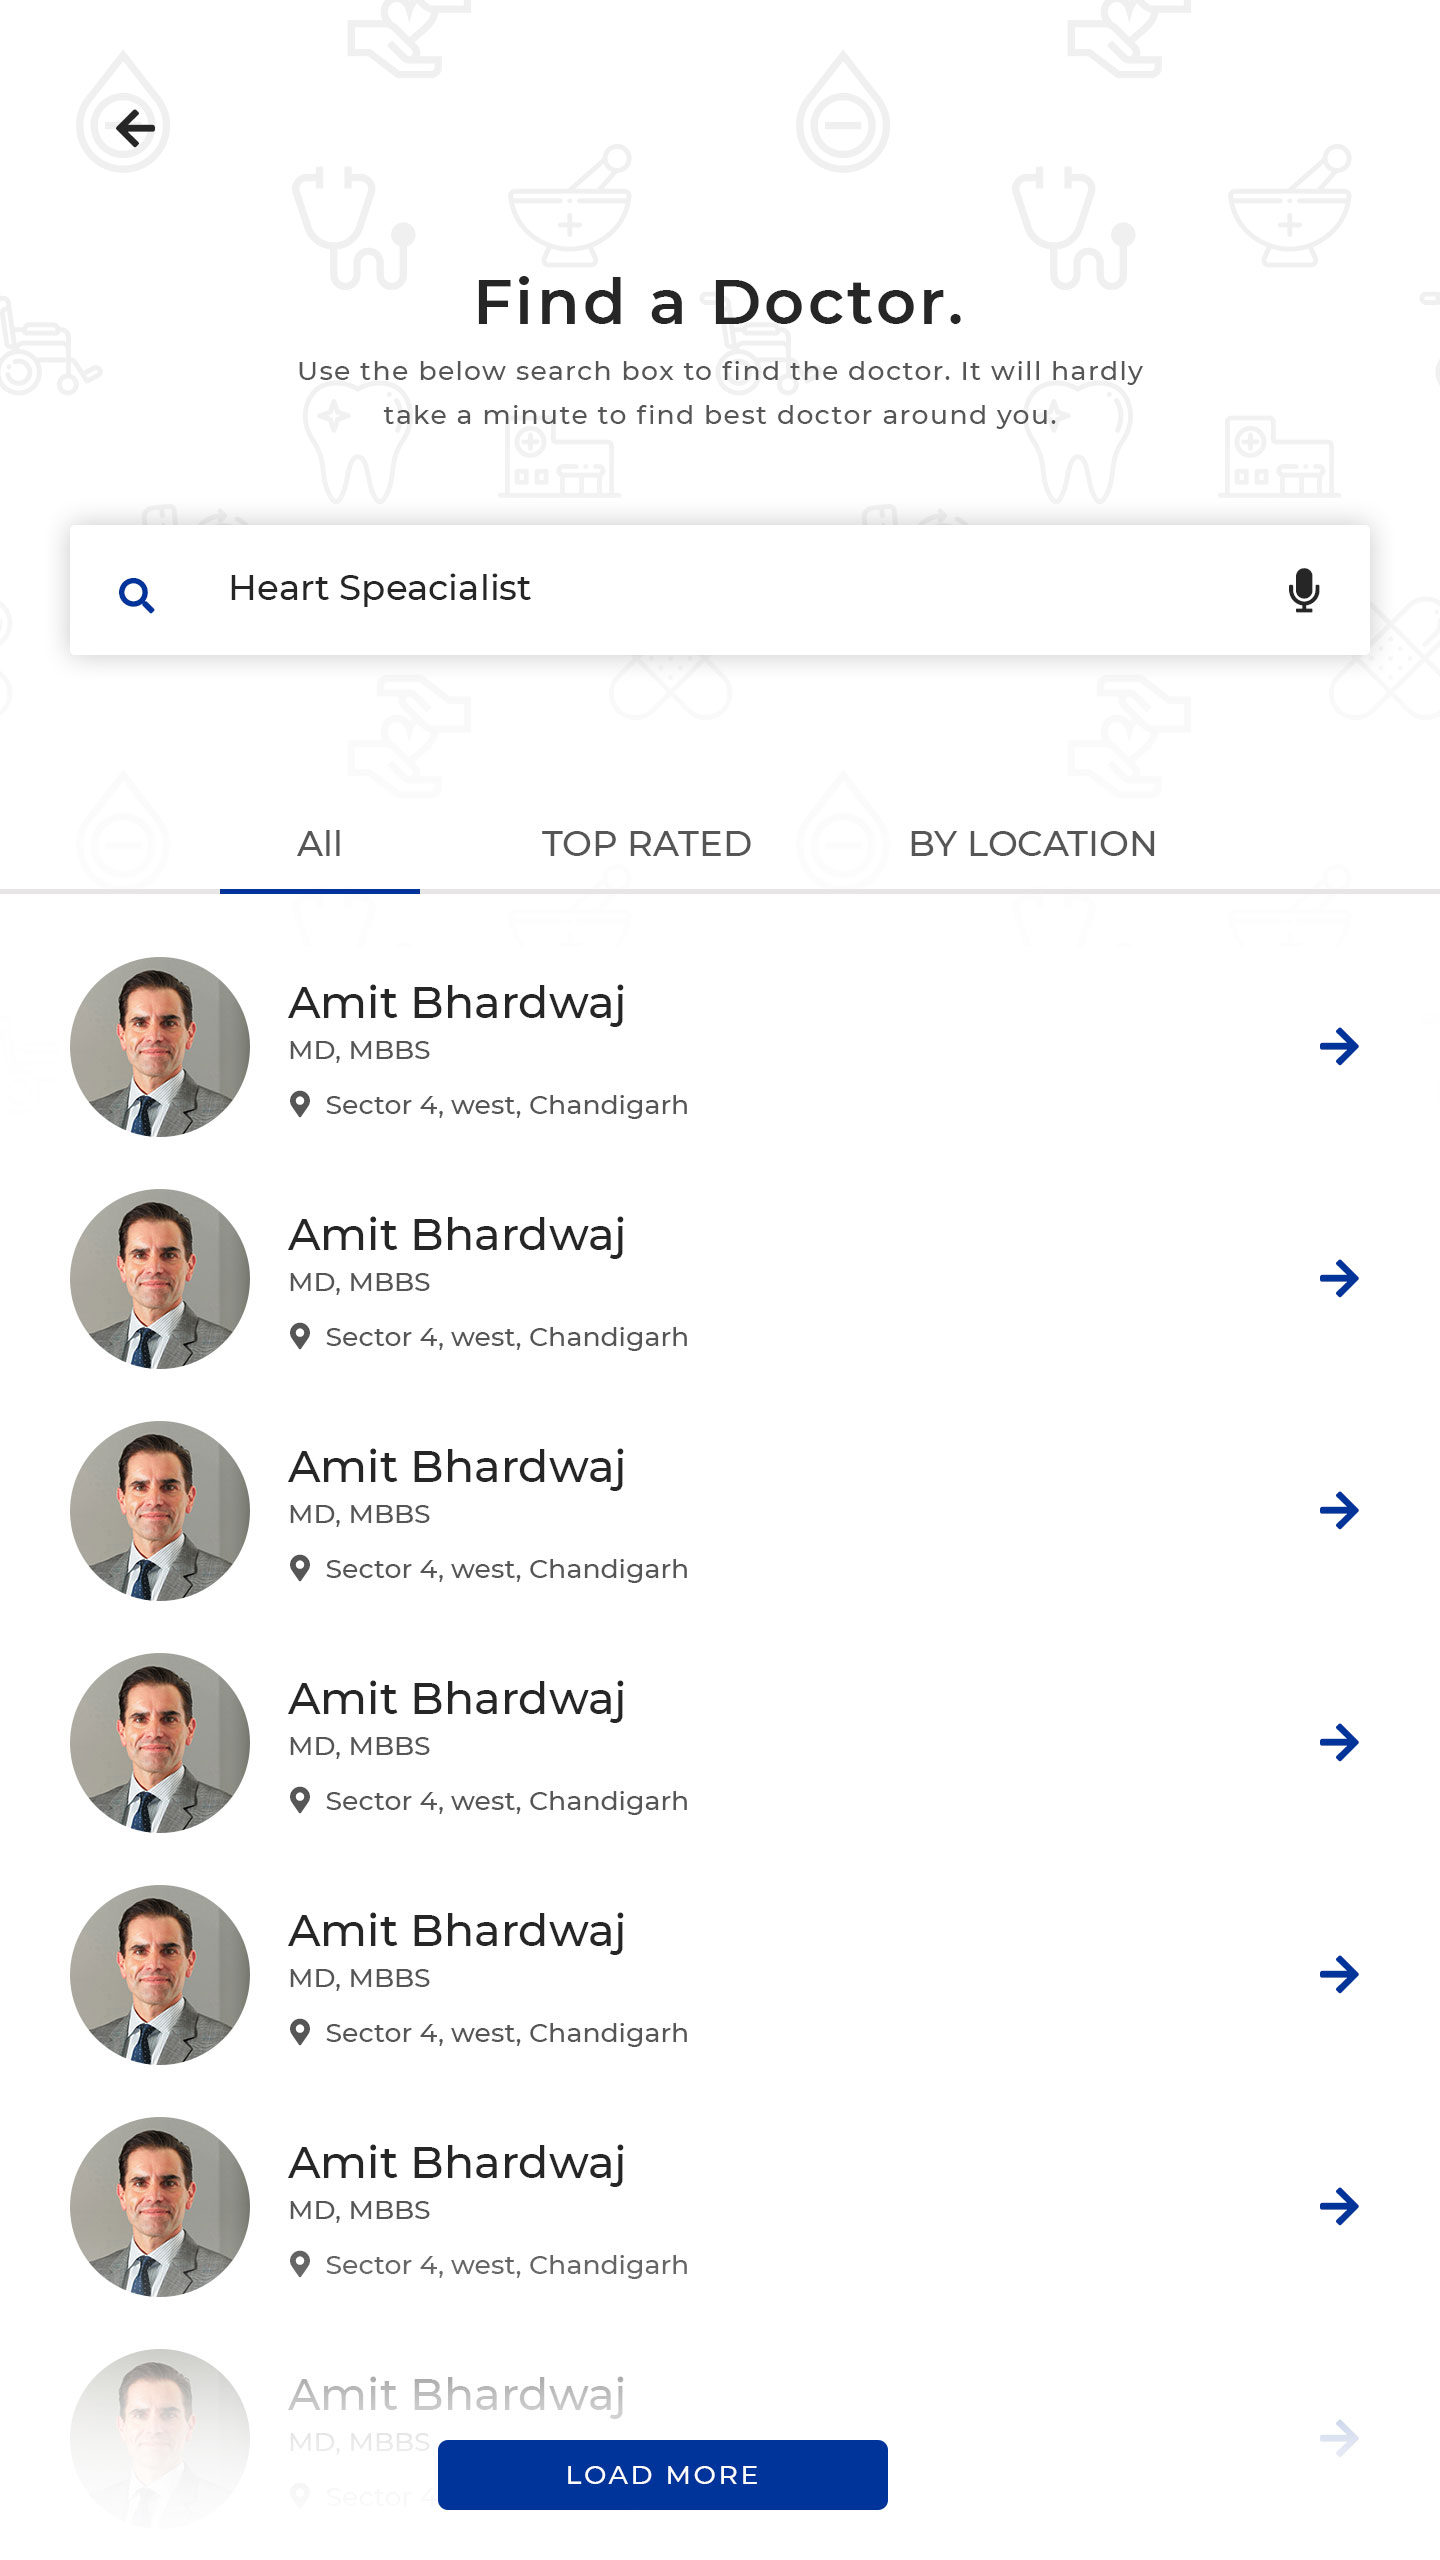 Find a Doctor.
Use the below search box to find the doctor. It will hardly
take a minute to find best doctor around you.
Heart Speacialist
All
TOP RATED
BY LOCATION
Amit Bhardwaj
MD, MBBS
Sector 4, west, Chandigarh
Amit Bhardwaj
MD, MBBS
Sector 4, west, Chandigarh
Amit Bhardwaj
MD, MBBS
Sector 4, west, Chandigarh
Amit Bhardwaj
MD, MBBS
Sector 4, west, Chandigarh
Amit Bhardwaj
MD, MBBS
Sector 4, west, Chandigarh
Amit Bhardwaj
MD, MBBS
Sector 4, west, Chandigarh
Amit Bhardwaj
MD, MBBS
Sector 4
LOAD MORE